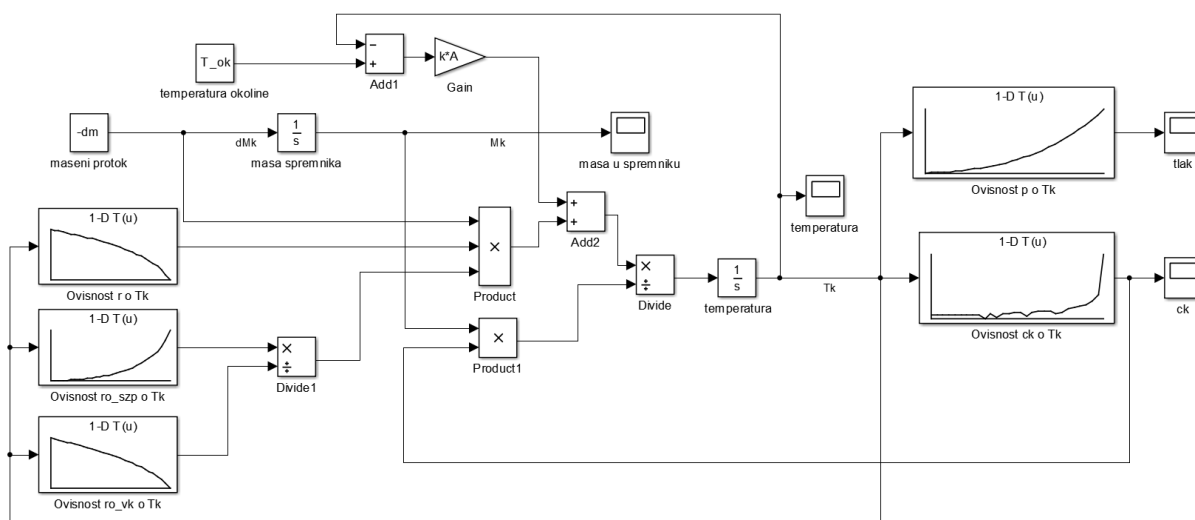 T_ok
temperatura okoline
−
+
Add1
k*A
Gain
-dm
maseni protok
dMk
1
s
masa spremnika
Mk
masa u spremniku
1-D T(u)
Ovisnost p o Tk
tlak
temperatura
1-D T(u)
Ovisnost r o Tk
×
Product
+
+
Add2
×
÷
Divide
1
s
temperatura
Tk
1-D T(u)
Ovisnost ck o Tk
ck
1-D T(u)
Ovisnost ro_szp o Tk
×
÷
Divide1
×
Product1
1-D T(u)
Ovisnost ro_vk o Tk